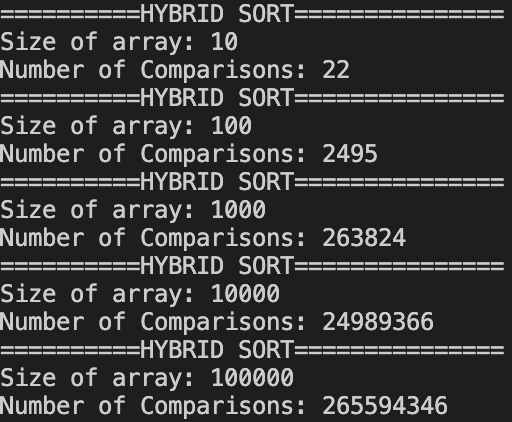 ==========HYBRID SORT===============
Size of array: 10
Number of Comparisons: 22
==========HYBRID SORT===============
Size of array: 100
Number of Comparisons: 2495
==========HYBRID SORT===============
Size of array: 1000
Number of Comparisons: 263824
==========HYBRID SORT===============
Size of array: 10000
Number of Comparisons: 24989366
==========HYBRID SORT===============
Size of array: 100000
Number of Comparisons: 265594346